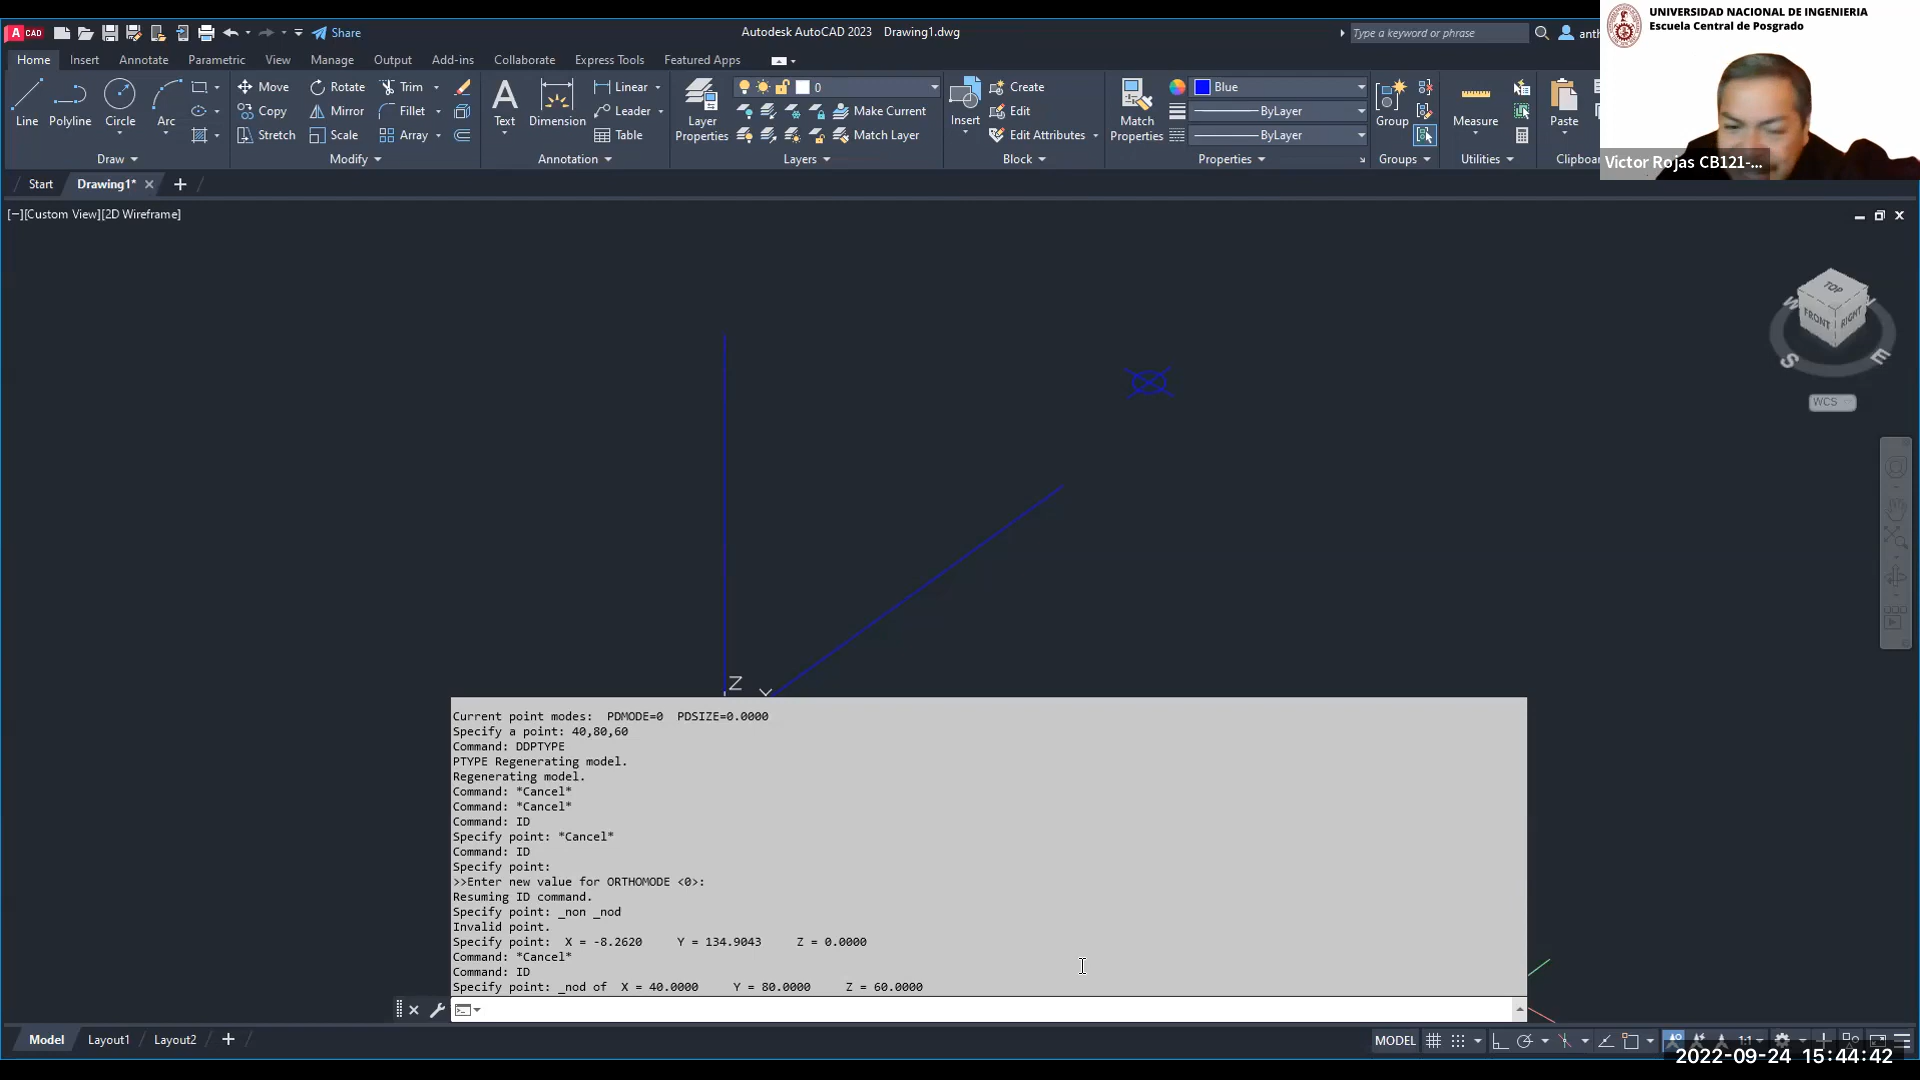 UNIVERSIDAD NACIONAL DE INGENIERIA
Escuela Central de Posgrado
A CAD
Share
Autodesk AutoCAD 2023 Drawing1.dwg
Type a keyword or phrase
Home Insert Annotate Parametric View Manage Output Add-ins Collaborate Express Tools Featured Apps
Line Polyline Circle Arc
Move Rotate Trim
Copy Mirror Fillet
Stretch Scale Array
Text Dimension
Linear
Leader
Table
Layer Properties
0
Make Current
Match Layer
Insert
Create
Edit
Edit Attributes
Match Properties
Blue
ByLayer
ByLayer
Group
Measure
Paste
Draw Modify Annotation Layers Block Properties Groups Utilities
Victor Rojas CB121-...
Start Drawing1* +
[−][Custom View][2D Wireframe]
TOP
FRONT RIGHT
W
S E
WCS
Z
Current point modes: PDMODE=0 PDSIZE=0.0000
Specify a point: 40,80,60
Command: DDPTYPE
PTYPE Regenerating model.
Regenerating model.
Command: *Cancel*
Command: *Cancel*
Command: ID
Specify point: *Cancel*
Command: ID
Specify point:
>>Enter new value for ORTHOMODE <0>:
Resuming ID command.
Specify point: _non _nod
Invalid point.
Specify point: X = -8.2620 Y = 134.9043 Z = 0.0000
Command: *Cancel*
Command: ID
Specify point: _nod of X = 40.0000 Y = 80.0000 Z = 60.0000
Model Layout1 Layout2 +
MODEL
1:1
2022-09-24 15:44:42